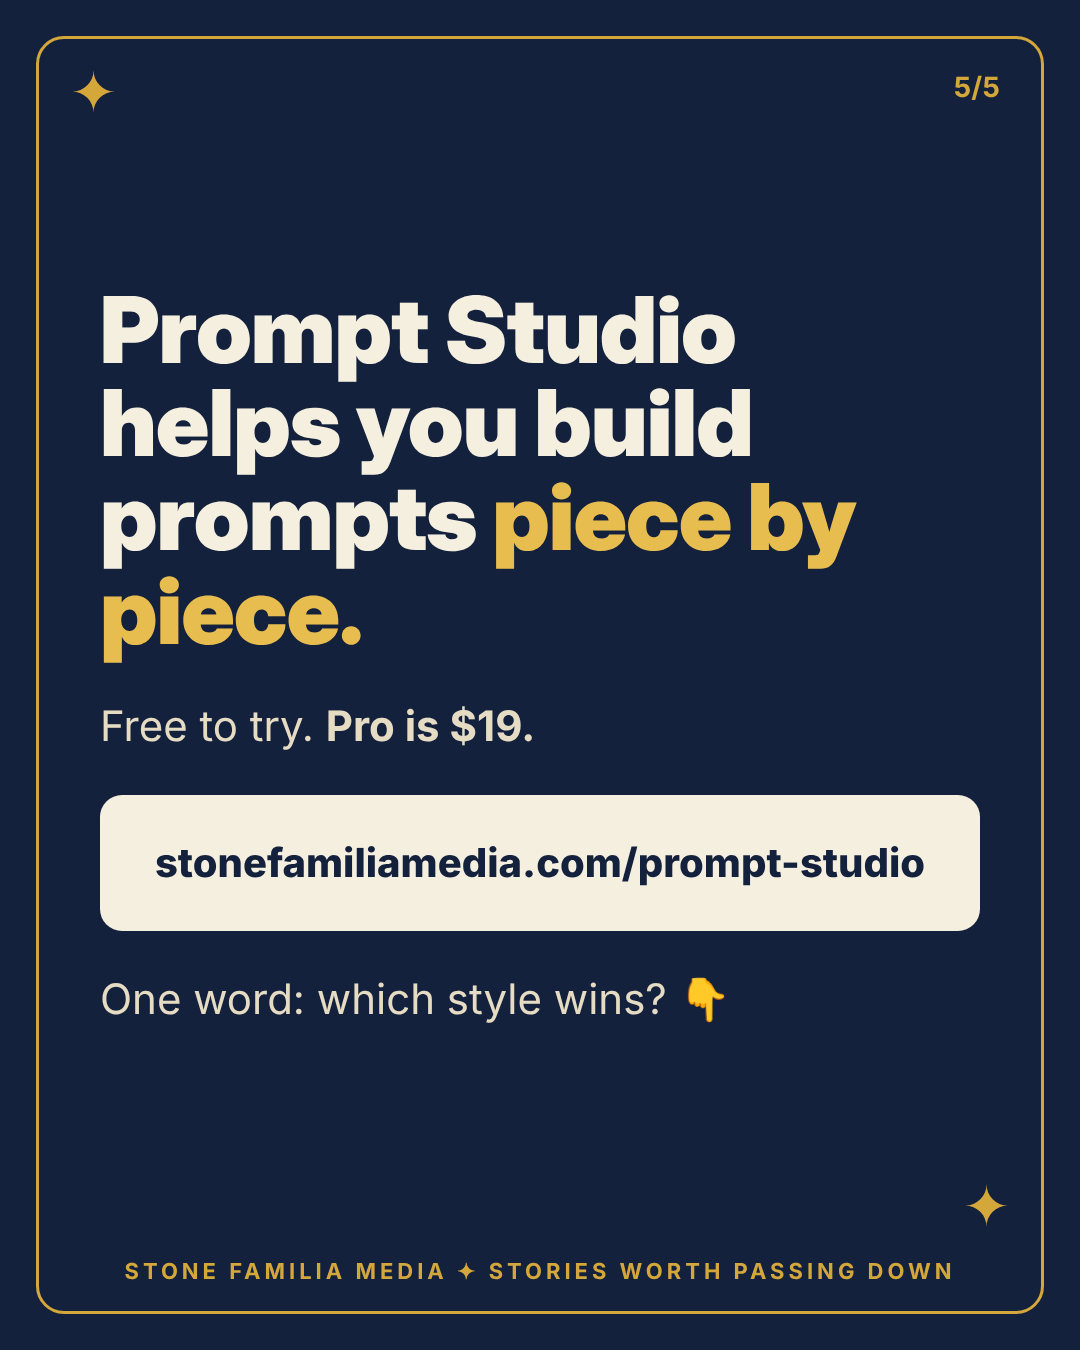 5/5
Prompt Studio
helps you build
prompts piece by
piece.
Free to try. Pro is $19.
stonefamiliamedia.com/prompt-studio
One word: which style wins? 👇
STONE FAMILIA MEDIA ✦ STORIES WORTH PASSING DOWN